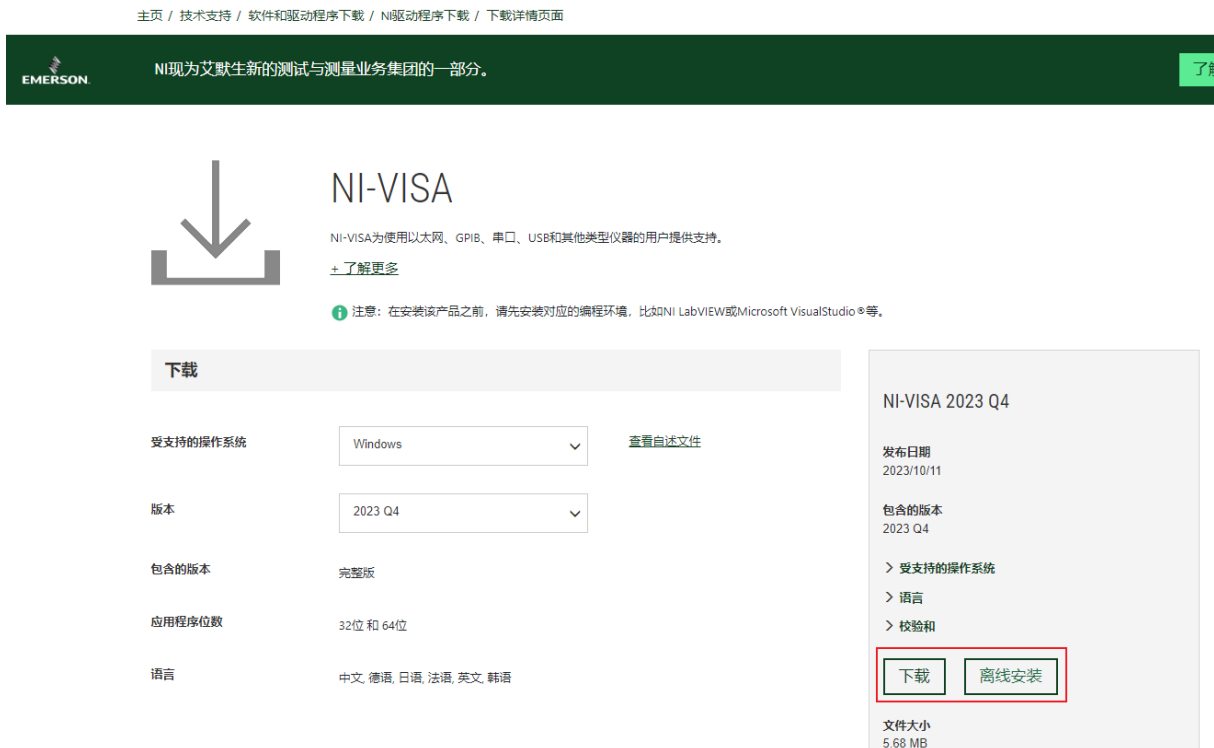 主页 / 技术支持 / 软件和驱动程序下载 / NI驱动程序下载 / 下载详情页面
EMERSON.
NI现为艾默生新的测试与测量业务集团的一部分。
了解
NI-VISA
NI-VISA为使用以太网、GPIB、串口、USB和其他类型仪器的用户提供支持。
+ 了解更多
注意：在安装该产品之前，请先安装对应的编程环境，比如NI LabVIEW或Microsoft VisualStudio®等。
下载
受支持的操作系统
Windows
查看自述文件
版本
2023 Q4
包含的版本
完整版
应用程序位数
32位 和 64位
语言
中文, 德语, 日语, 法语, 英文, 韩语
NI-VISA 2023 Q4
发布日期
2023/10/11
包含的版本
2023 Q4
受支持的操作系统
语言
校验和
下载
离线安装
文件大小
5.68 MB